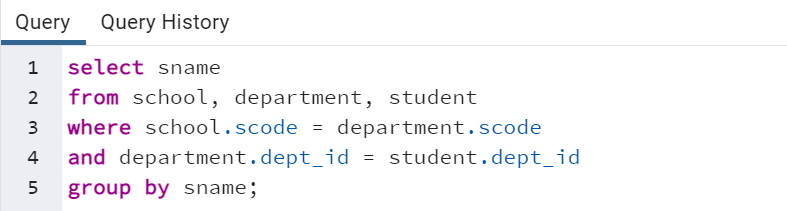 Query Query History
1 select sname
2 from school, department, student
3 where school.scode = department.scode
4 and department.dept_id = student.dept_id
5 group by sname;